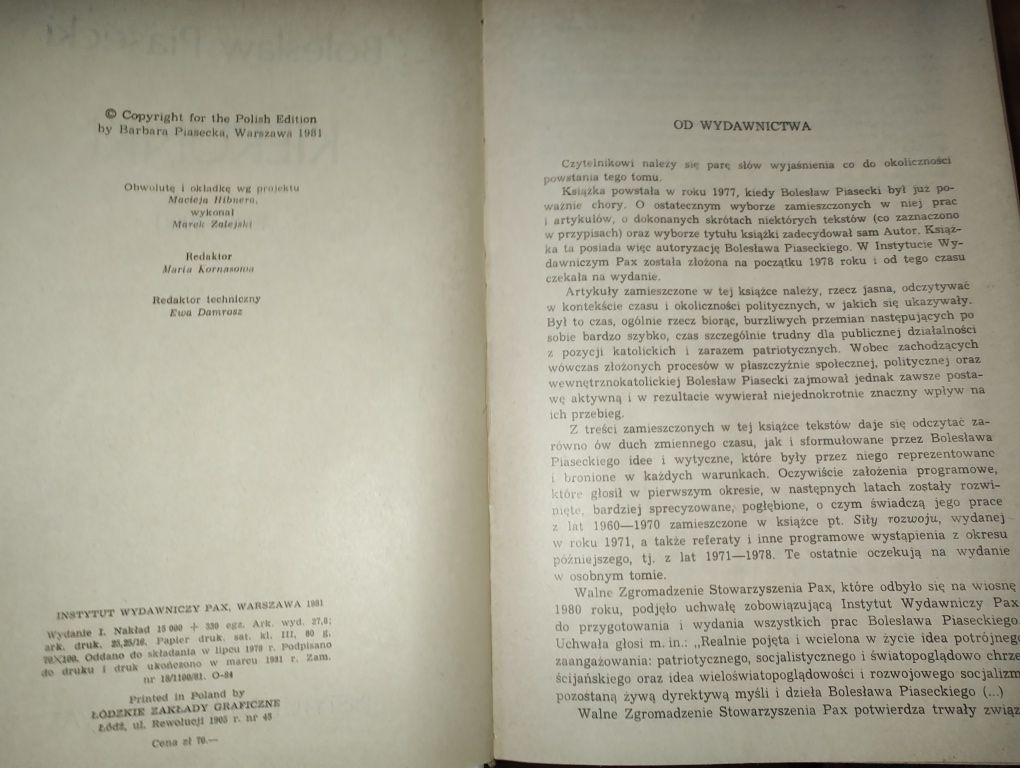 © Copyright for the Polish Edition
by Barbara Piasecka, Warszawa 1981
Obwolutę i okładkę wg projektu
Macieja Hibnera,
wykonał
Marek Zalejski
Redaktor
Maria Kornasowa
Redaktor techniczny
Ewa Damrosz
INSTYTUT WYDAWNICZY PAX, WARSZAWA 1981
Wydanie I. Nakład 15 000 + 330 egz. Ark. wyd. 27,8;
ark. druk. 25,25/16. Papier druk. sat. kl. III, 80 g,
70×100. Oddano do składania w lipcu 1979 r. Podpisano
do druku i druk ukończono w marcu 1981 r. Zam.
nr 18/1100/81. O-84
Printed in Poland by
ŁÓDZKIE ZAKŁADY GRAFICZNE
Łódź, ul. Rewolucji 1905 r. nr 45
Cena zł 70.—
OD WYDAWNICTWA
Czytelnikowi należy się parę słów wyjaśnienia co do okoliczności
powstania tego tomu.
Książka powstała w roku 1977, kiedy Bolesław Piasecki był już po-
ważnie chory. O ostatecznym wyborze zamieszczonych w niej prac
i artykułów, o dokonanych skrótach niektórych tekstów (co zaznaczono
w przypisach) oraz wyborze tytułu książki zadecydował sam Autor. Książ-
ka ta posiada więc autoryzację Bolesława Piaseckiego. W Instytucie Wy-
dawniczym Pax została złożona na początku 1978 roku i od tego czasu
czekała na wydanie.
Artykuły zamieszczone w tej książce należy, rzecz jasna, odczytywać
w kontekście czasu i okoliczności politycznych, w jakich się ukazywały.
Był to czas, ogólnie rzecz biorąc, burzliwych przemian następujących po
sobie bardzo szybko, czas szczególnie trudny dla publicznej działalności
z pozycji katolickich i zarazem patriotycznych. Wobec zachodzących
wówczas złożonych procesów w płaszczyźnie społecznej, politycznej oraz
wewnętrznokatolickiej Bolesław Piasecki zajmował jednak zawsze posta-
wę aktywną i w rezultacie wywierał niejednokrotnie znaczny wpływ na
ich przebieg.
Z treści zamieszczonych w tej książce tekstów daje się odczytać za-
równo ów duch zmiennego czasu, jak i sformułowane przez Bolesława
Piaseckiego idee i wytyczne, które były przez niego reprezentowane
i bronione w każdych warunkach. Oczywiście założenia programowe,
które głosił w pierwszym okresie, w następnych latach zostały rozwi-
nięte, bardziej sprecyzowane, pogłębione, o czym świadczą jego prace
z lat 1960—1970 zamieszczone w książce pt. Siły rozwoju, wydanej
w roku 1971, a także referaty i inne programowe wystąpienia z okresu
późniejszego, tj. z lat 1971—1978. Te ostatnie oczekują na wydanie
w osobnym tomie.
Walne Zgromadzenie Stowarzyszenia Pax, które odbyło się na wiosnę
1980 roku, podjęło uchwałę zobowiązującą Instytut Wydawniczy Pax
do przygotowania i wydania wszystkich prac Bolesława Piaseckiego.
Uchwała głosi m. in.: „Realnie pojęta i wcielona w życie idea potrójnego
zaangażowania: patriotycznego, socjalistycznego i światopoglądowo chrze
ścijańskiego oraz idea wieloświatopoglądowości i rozwojowego socjalizm
pozostaną żywą dyrektywą myśli i dzieła Bolesława Piaseckiego (...)
Walne Zgromadzenie Stowarzyszenia Pax potwierdza trwały związ